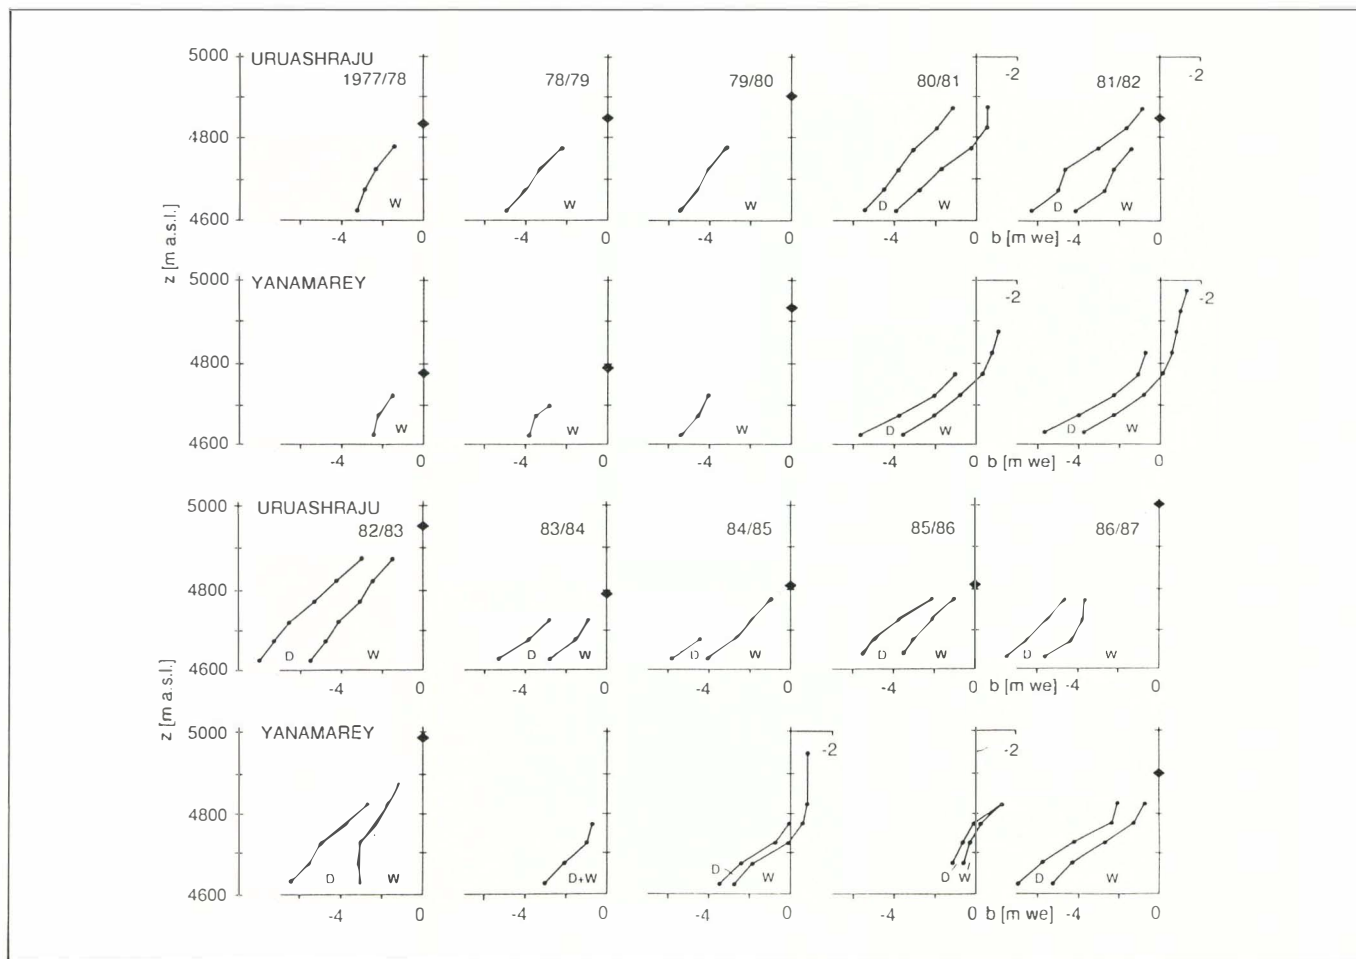 5000 URUASHRAJU
1977/78 78/79 79/80 80/81 -2 81/82 -2
4800
W W W D W D W
4600
-4 0 -4 0 -4 0 -4 0 b [m we] -4 0
z [m a.s.l.]
5000 YANAMAREY
-2 -2
4800
W W W D W D W
4600
-4 0 -4 0 -4 0 -4 0 b [m we] -4 0
5000 URUASHRAJU
82/83 83/84 84/85 85/86 86/87
4800
D W D W D W D W D W
4600
-4 0 -4 0 -4 0 -4 0 b [m we] -4 0
z [m a.s.l.]
5000 YANAMAREY
-2 -2
4800
D W D+W D W D W D W
4600
-4 0 -4 0 -4 0 -4 0 b [m we] -4 0